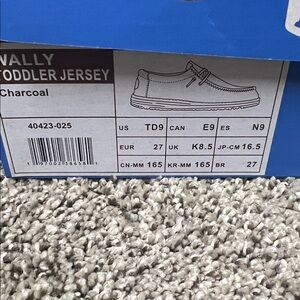 WALLY
TODDLER JERSEY
Charcoal
40423-025
US TD9 CAN E9 ES N9
EUR 27 UK K8.5 JP-CM 16.5
CN-MM 165 KR-MM 165 BR 27